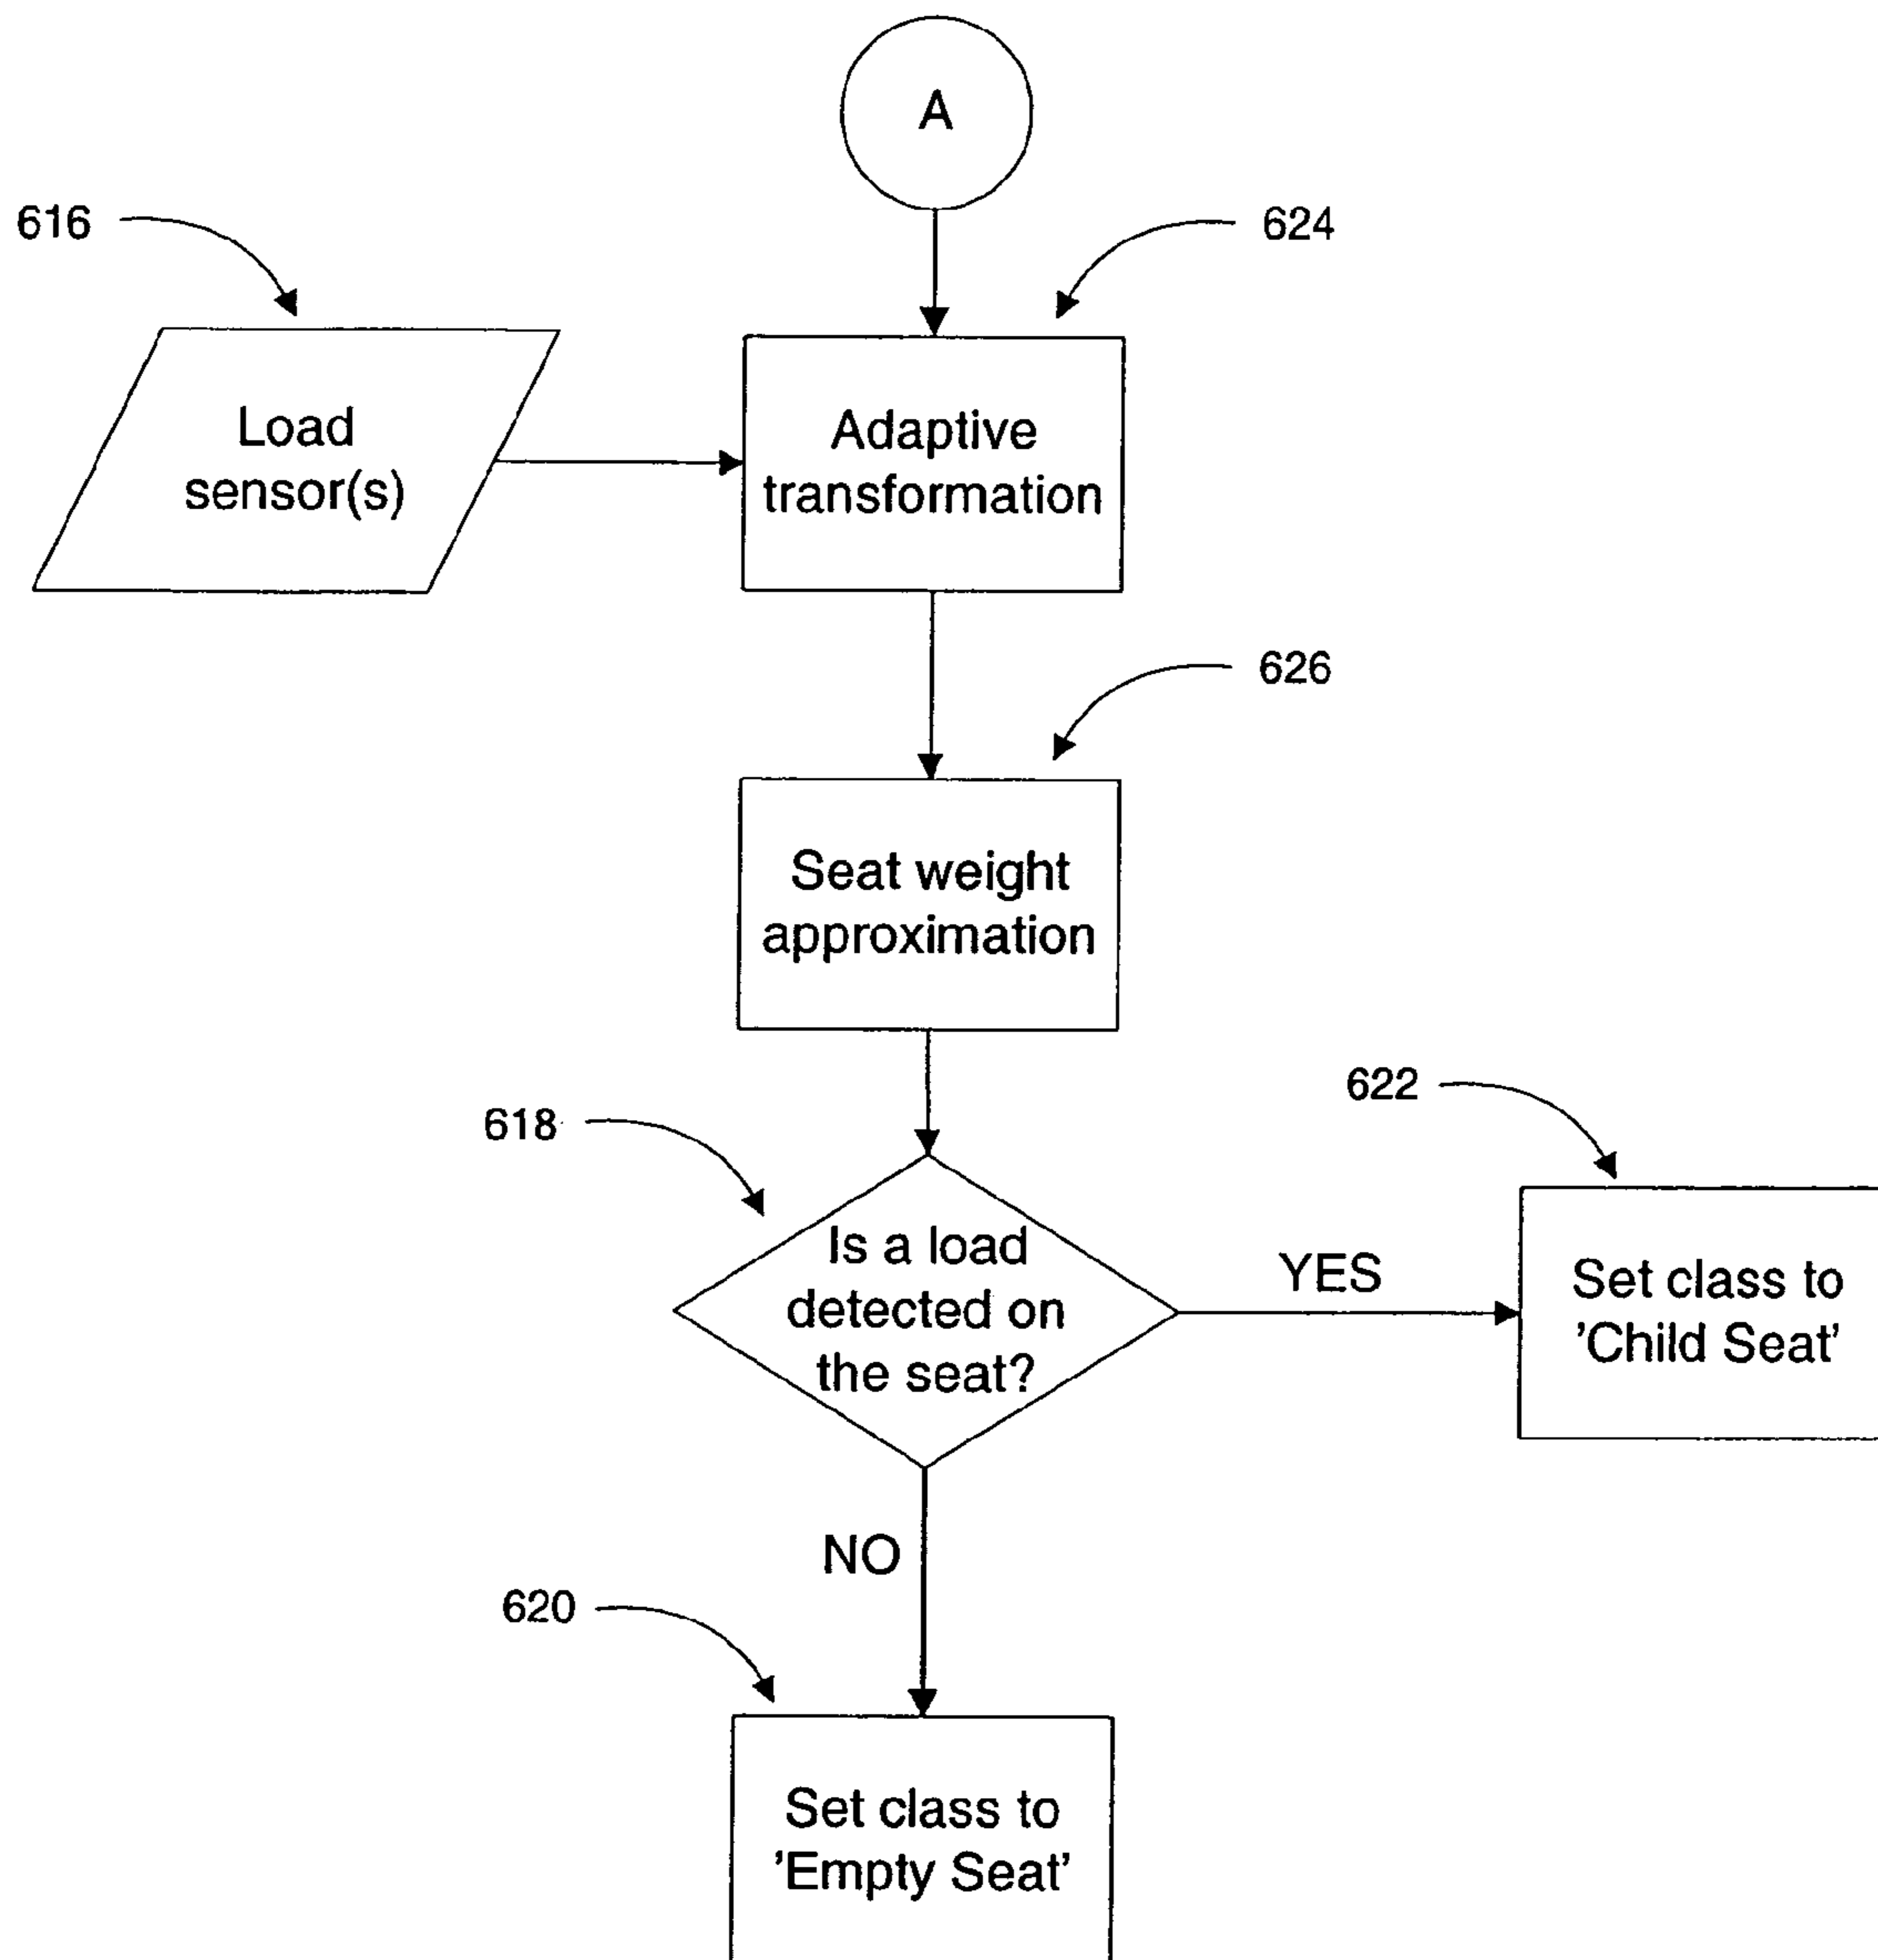 A
616
624
Load
sensor(s)
Adaptive
transformation
626
Seat weight
approximation
622
618
Is a load
detected on
the seat?
YES
Set class to
'Child Seat'
NO
620
Set class to
'Empty Seat'